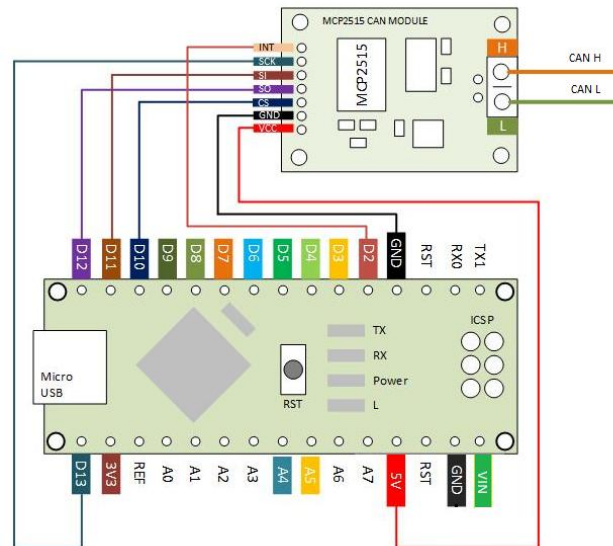 MCP2515 CAN MODULE
INT
SCK
SI
SO
CS
GND
VCC
MCP2515
H
L
CAN H
CAN L
D12
D11
D10
D9
D8
D7
D6
D5
D4
D3
D2
GND
RST
RX0
TX1
Micro
USB
RST
TX
RX
Power
L
ICSP
D13
3V3
REF
A0
A1
A2
A3
A4
A5
A6
A7
5V
RST
GND
VIN